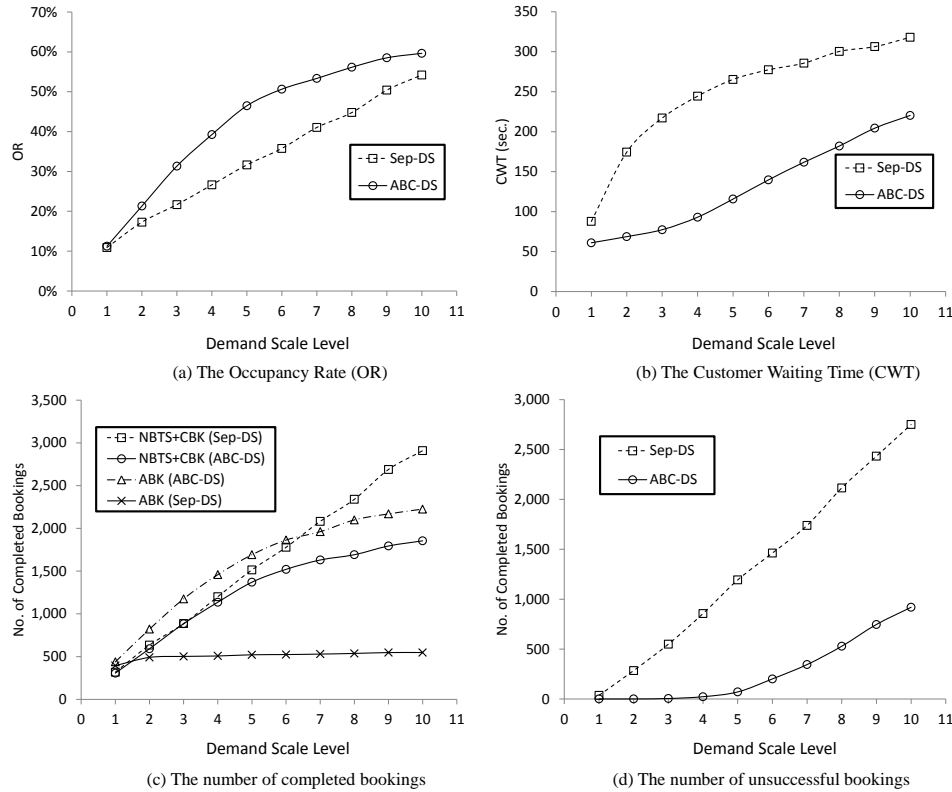 70%
60%
50%
40%
30%
20%
10%
0%
OR
Sep-DS
ABC-DS
0 1 2 3 4 5 6 7 8 9 10 11
Demand Scale Level
(a) The Occupancy Rate (OR)
350
300
250
200
150
100
50
0
CWT (sec.)
Sep-DS
ABC-DS
0 1 2 3 4 5 6 7 8 9 10 11
Demand Scale Level
(b) The Customer Waiting Time (CWT)
3,500
3,000
2,500
2,000
1,500
1,000
500
0
No. of Completed Bookings
NBTS+CBK (Sep-DS)
NBTS+CBK (ABC-DS)
ABK (ABC-DS)
ABK (Sep-DS)
0 1 2 3 4 5 6 7 8 9 10 11
Demand Scale Level
(c) The number of completed bookings
3,000
2,500
2,000
1,500
1,000
500
0
No. of Completed Bookings
Sep-DS
ABC-DS
0 1 2 3 4 5 6 7 8 9 10 11
Demand Scale Level
(d) The number of unsuccessful bookings